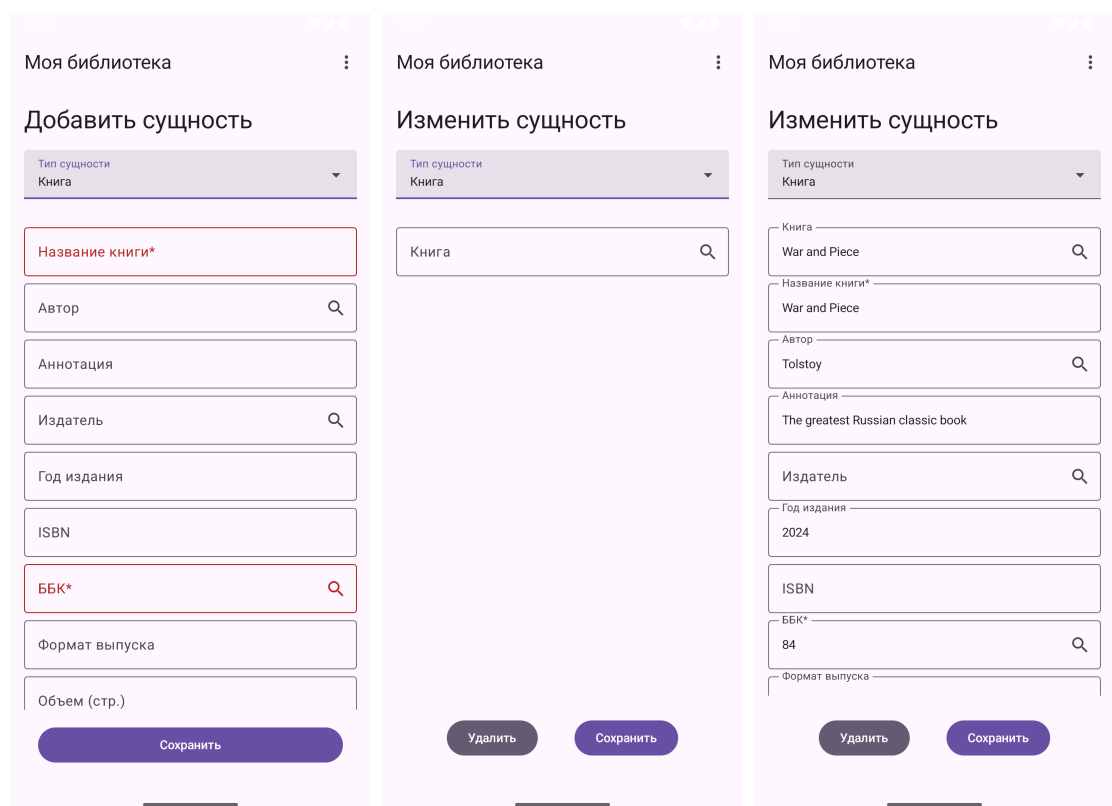 Моя библиотека
Добавить сущность
Тип сущности
Книга
Название книги*
Автор
Аннотация
Издатель
Год издания
ISBN
ББК*
Формат выпуска
Объем (стр.)
Сохранить
Моя библиотека
Изменить сущность
Тип сущности
Книга
Книга
Удалить
Сохранить
Моя библиотека
Изменить сущность
Тип сущности
Книга
Книга
War and Piece
Название книги*
War and Piece
Автор
Tolstoy
Аннотация
The greatest Russian classic book
Издатель
Год издания
2024
ISBN
ББК*
84
Формат выпуска
Удалить
Сохранить